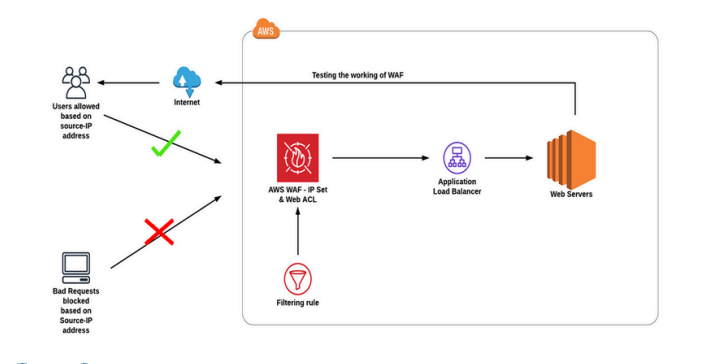 AWS
Testing the working of WAF
Internet
Users allowed
based on
source-IP
address
AWS WAF - IP Set
& Web ACL
Application
Load Balancer
Web Servers
Bad Requests
blocked
based on
Source-IP
address
Filtering rule